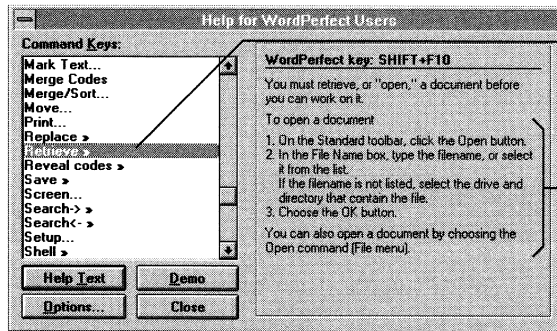 Help for WordPerfect Users
Command Keys:
Mark Text...
Merge Codes
Merge/Sort...
Move...
Print...
Replace »
Retrieve »
Reveal codes »
Save »
Screen...
Search-> »
Search<- »
Setup...
Shell »
Help Text
Demo
Options...
Close
WordPerfect key: SHIFT+F10
You must retrieve, or "open," a document before
you can work on it.
To open a document
1. On the Standard toolbar, click the Open button.
2. In the File Name box, type the filename, or select
it from the list.
If the filename is not listed, select the drive and
directory that contain the file.
3. Choose the OK button.
You can also open a document by choosing the
Open command (File menu).